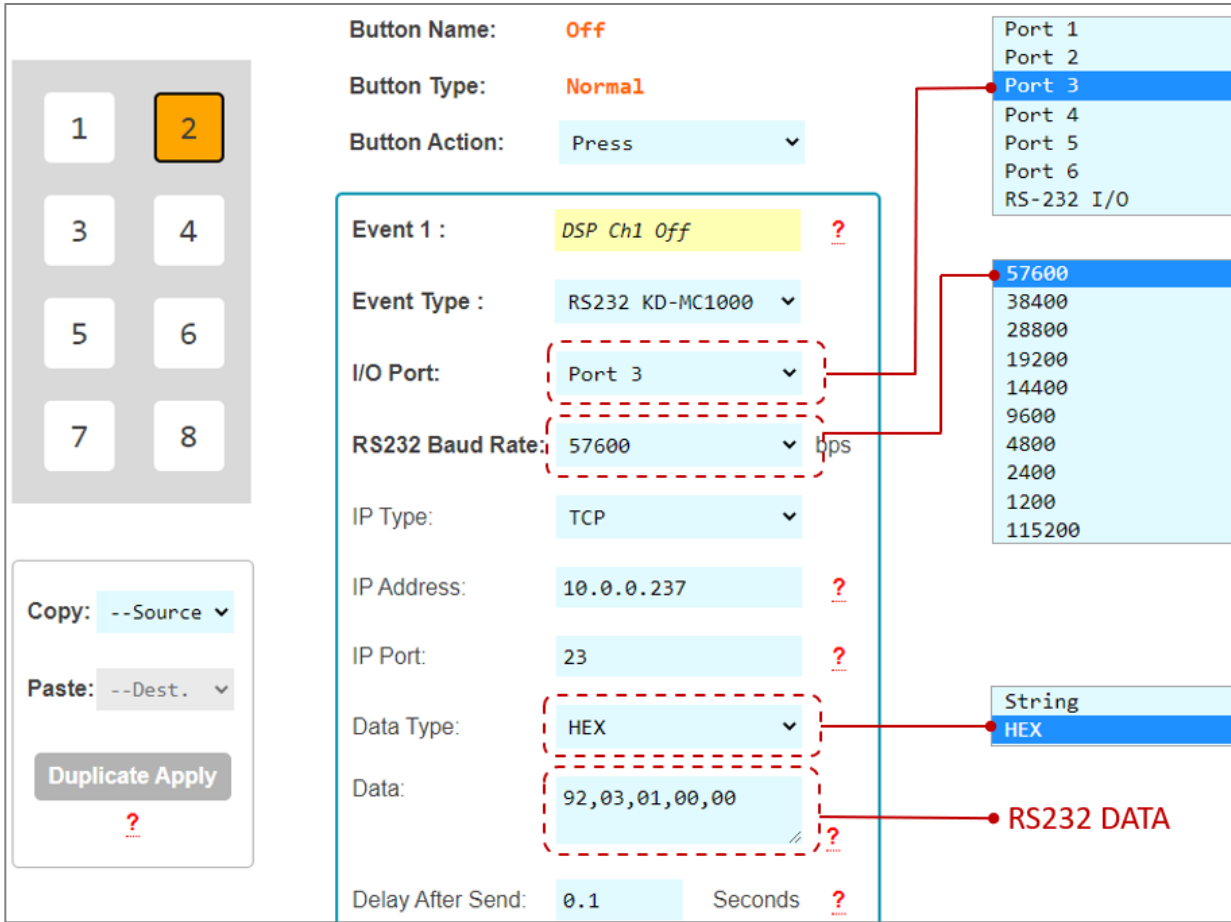 Button Name: Off
Button Type: Normal
Button Action: Press
1 2
3 4
5 6
7 8
Copy: --Source
Paste: --Dest.
Duplicate Apply
?
Event 1 : DSP Ch1 Off ?
Event Type : RS232 KD-MC1000
I/O Port: Port 3
RS232 Baud Rate: 57600 bps
IP Type: TCP
IP Address: 10.0.0.237 ?
IP Port: 23 ?
Data Type: HEX
Data: 92,03,01,00,00 ?
Delay After Send: 0.1 Seconds ?
Port 1
Port 2
Port 3
Port 4
Port 5
Port 6
RS-232 I/O
57600
38400
28800
19200
14400
9600
4800
2400
1200
115200
String
HEX
RS232 DATA